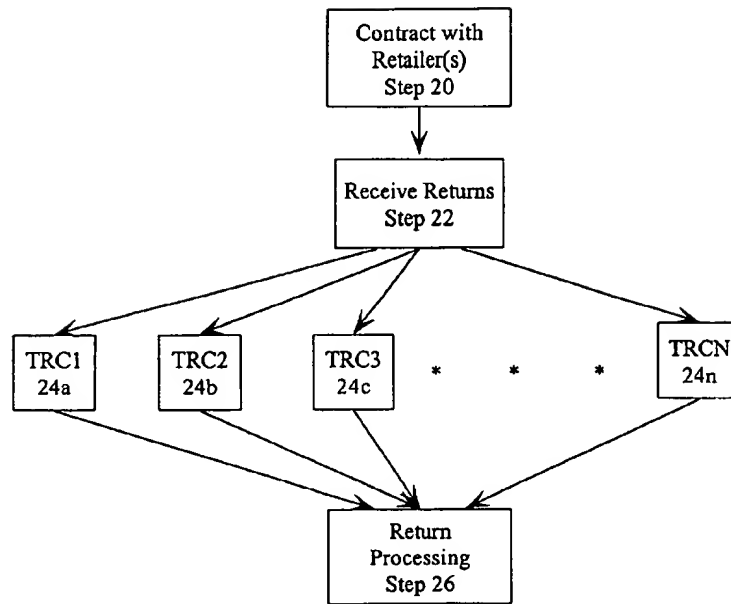 Contract with
Retailer(s)
Step 20
Receive Returns
Step 22
TRC1
24a
TRC2
24b
TRC3
24c
* * *
TRCN
24n
Return
Processing
Step 26